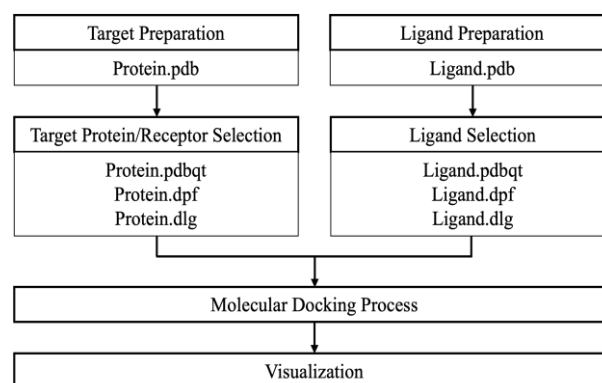 Target Preparation
Protein.pdb
Ligand Preparation
Ligand.pdb
Target Protein/Receptor Selection
Protein.pdbqt
Protein.dpf
Protein.dlg
Ligand Selection
Ligand.pdbqt
Ligand.dpf
Ligand.dlg
Molecular Docking Process
Visualization